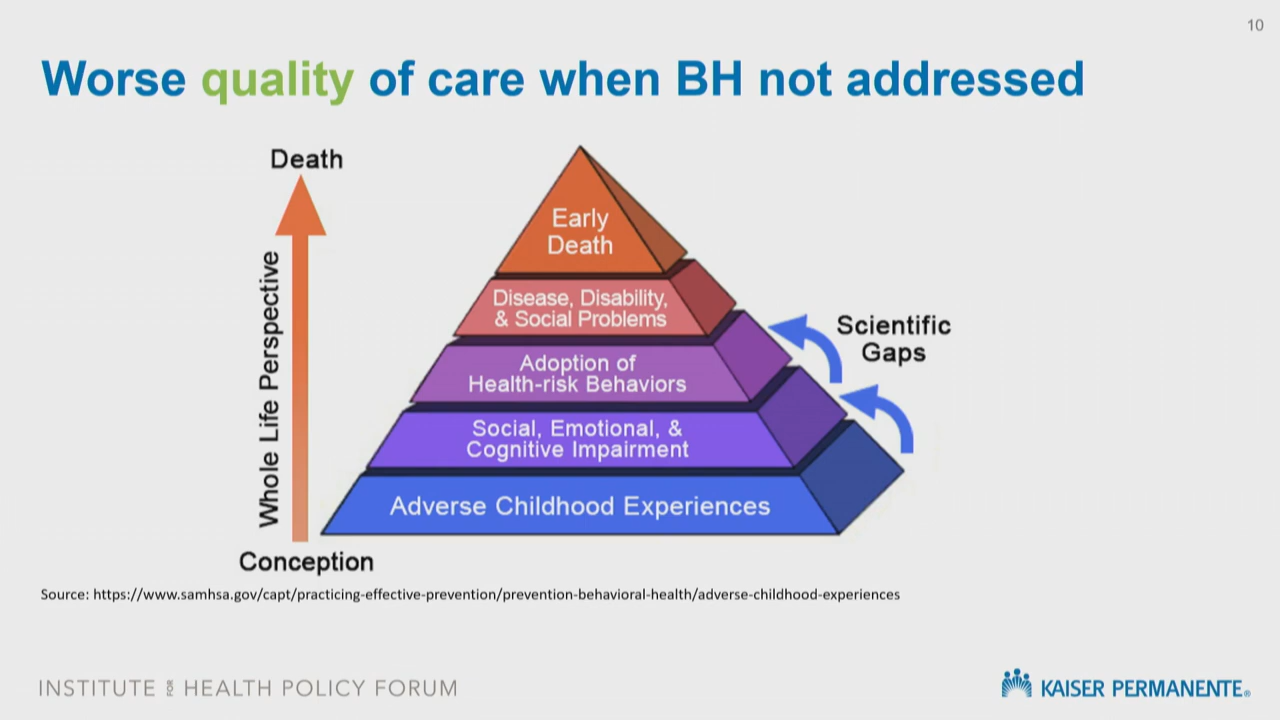 10
Worse quality of care when BH not addressed
Death
Whole Life Perspective
Conception
Early
Death
Disease, Disability,
& Social Problems
Adoption of
Health-risk Behaviors
Social, Emotional, &
Cognitive Impairment
Adverse Childhood Experiences
Scientific
Gaps
Source: https://www.samhsa.gov/capt/practicing-effective-prevention/prevention-behavioral-health/adverse-childhood-experiences
INSTITUTE FOR HEALTH POLICY FORUM
KAISER PERMANENTE®